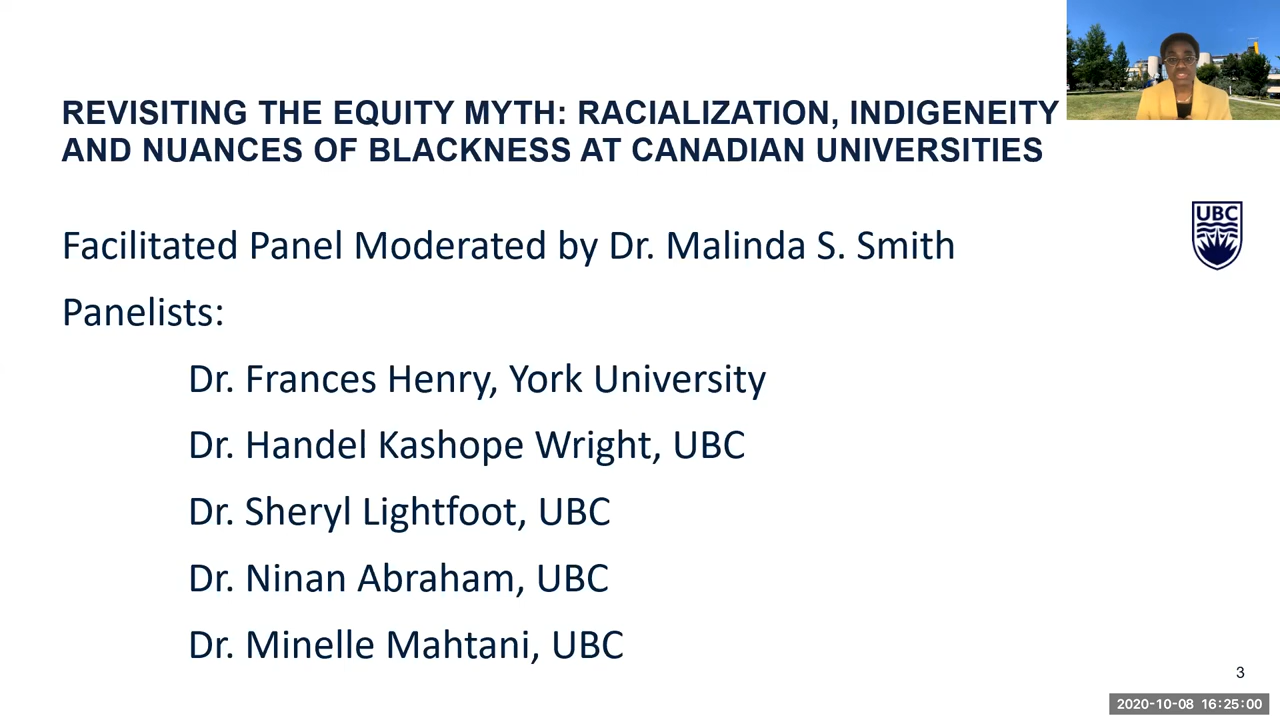 REVISITING THE EQUITY MYTH: RACIALIZATION, INDIGENEITY
AND NUANCES OF BLACKNESS AT CANADIAN UNIVERSITIES
UBC
Facilitated Panel Moderated by Dr. Malinda S. Smith
Panelists:
Dr. Frances Henry, York University
Dr. Handel Kashope Wright, UBC
Dr. Sheryl Lightfoot, UBC
Dr. Ninan Abraham, UBC
Dr. Minelle Mahtani, UBC
3
2020-10-08 16:25:00